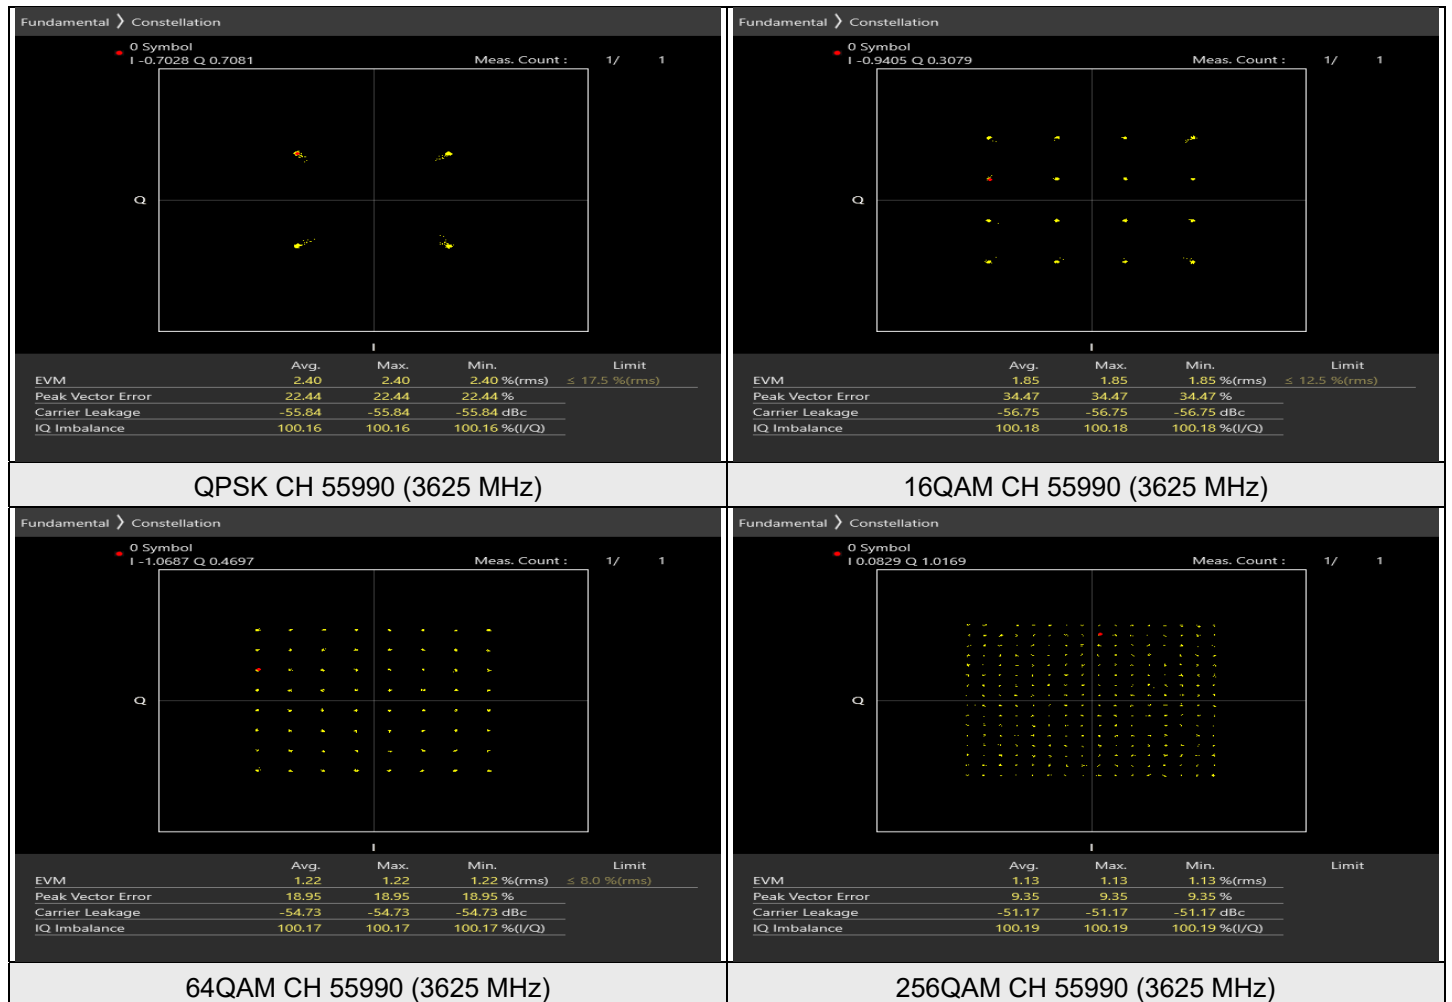 Fundamental ❯ Constellation
0 Symbol
I -0.7028 Q 0.7081
Meas. Count : 1/ 1
Q
I
Avg. Max. Min. Limit
EVM 2.40 2.40 2.40 %(rms) ≤ 17.5 %(rms)
Peak Vector Error 22.44 22.44 22.44 %
Carrier Leakage -55.84 -55.84 -55.84 dBc
IQ Imbalance 100.16 100.16 100.16 %(I/Q)
QPSK CH 55990 (3625 MHz)
Fundamental ❯ Constellation
0 Symbol
I -0.9405 Q 0.3079
Meas. Count : 1/ 1
Q
I
Avg. Max. Min. Limit
EVM 1.85 1.85 1.85 %(rms) ≤ 12.5 %(rms)
Peak Vector Error 34.47 34.47 34.47 %
Carrier Leakage -56.75 -56.75 -56.75 dBc
IQ Imbalance 100.18 100.18 100.18 %(I/Q)
16QAM CH 55990 (3625 MHz)
Fundamental ❯ Constellation
0 Symbol
I -1.0687 Q 0.4697
Meas. Count : 1/ 1
Q
I
Avg. Max. Min. Limit
EVM 1.22 1.22 1.22 %(rms) ≤ 8.0 %(rms)
Peak Vector Error 18.95 18.95 18.95 %
Carrier Leakage -54.73 -54.73 -54.73 dBc
IQ Imbalance 100.17 100.17 100.17 %(I/Q)
64QAM CH 55990 (3625 MHz)
Fundamental ❯ Constellation
0 Symbol
I 0.0829 Q 1.0169
Meas. Count : 1/ 1
Q
I
Avg. Max. Min. Limit
EVM 1.13 1.13 1.13 %(rms)
Peak Vector Error 9.35 9.35 9.35 %
Carrier Leakage -51.17 -51.17 -51.17 dBc
IQ Imbalance 100.19 100.19 100.19 %(I/Q)
256QAM CH 55990 (3625 MHz)